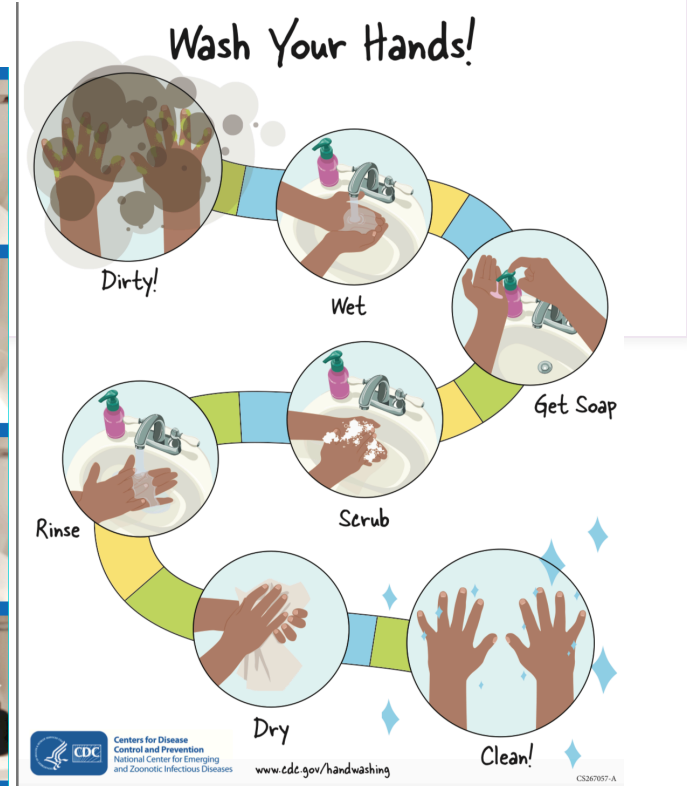 Wash Your Hands!
Dirty!
Wet
Get Soap
Scrub
Rinse
Dry
Clean!
CDC
Centers for Disease
Control and Prevention
National Center for Emerging
and Zoonotic Infectious Diseases
www.cdc.gov/handwashing
CS267057-A